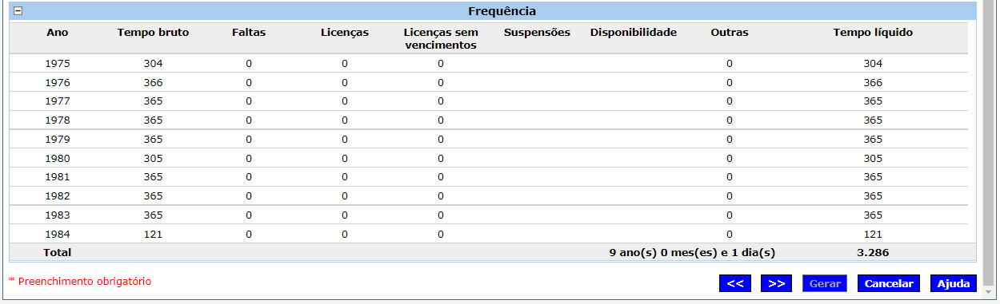 Frequência
Ano Tempo bruto Faltas Licenças Licenças sem vencimentos Suspensões Disponibilidade Outras Tempo líquido
1975 304 0 0 0 0 304
1976 366 0 0 0 0 366
1977 365 0 0 0 0 365
1978 365 0 0 0 0 365
1979 365 0 0 0 0 365
1980 305 0 0 0 0 305
1981 365 0 0 0 0 365
1982 365 0 0 0 0 365
1983 365 0 0 0 0 365
1984 121 0 0 0 0 121
Total 9 ano(s) 0 mes(es) e 1 dia(s) 3.286
* Preenchimento obrigatório << >> Gerar Cancelar Ajuda